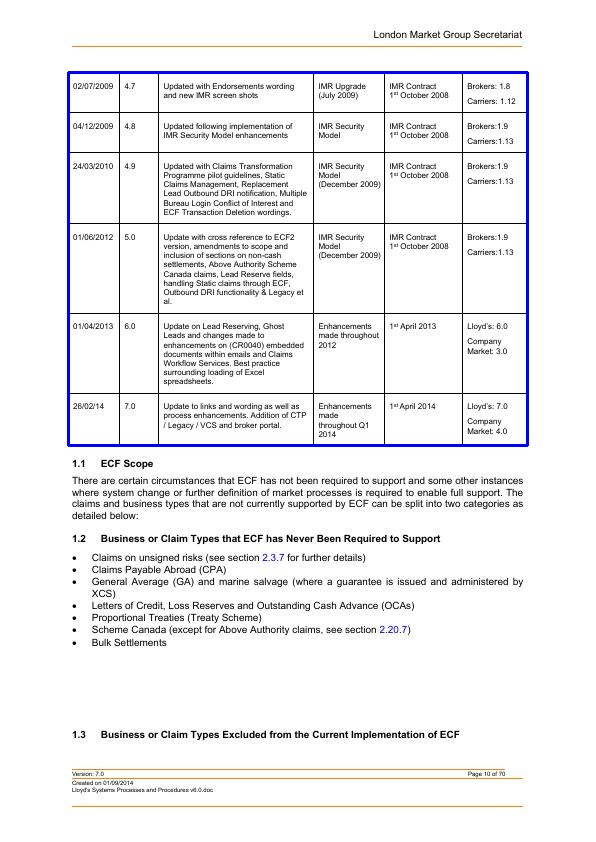 London Market Group Secretariat
02/07/2009 4.7 Updated with Endorsements wording IMR Upgrade IMR Contract Brokers: 1.8
and new IMR screen shots (July 2009) 1st October 2008
Carriers: 1.12
04/12/2009 4.8 Updated following implementation of IMR Security IMR Contract Brokers:1.9
IMR Security Model enhancements Model 1st October 2008
Carriers:1.13
24/03/2010 4.9 Updated with Claims Transformation IMR Security IMR Contract Brokers:1.9
Programme pilot guidelines, Static Model 1st October 2008
Claims Management, Replacement (December 2009) Carriers:1.13
Lead Outbound DRI notification, Multiple
Bureau Login Conflict of Interest and
ECF Transaction Deletion wordings.
01/06/2012 5.0 Update with cross reference to ECF2 IMR Security IMR Contract Brokers:1.9
version, amendments to scope and Model 1st October 2008
inclusion of sections on non-cash (December 2009) Carriers:1.13
settlements, Above Authority Scheme
Canada claims, Lead Reserve fields,
handling Static claims through ECF,
Outbound DRI functionality & Legacy et
al.
01/04/2013 6.0 Update on Lead Reserving, Ghost Enhancements 1st April 2013 Lloyd's: 6.0
Leads and changes made to made throughout
enhancements on (CR0040) embedded 2012 Company
documents within emails and Claims Market: 3.0
Workflow Services. Best practice
surrounding loading of Excel
spreadsheets.
26/02/14 7.0 Update to links and wording as well as Enhancements 1st April 2014 Lloyd's: 7.0
process enhancements. Addition of CTP made
/ Legacy / VCS and broker portal. throughout Q1 Company
2014 Market: 4.0
1.1 ECF Scope
There are certain circumstances that ECF has not been required to support and some other instances
where system change or further definition of market processes is required to enable full support. The
claims and business types that are not currently supported by ECF can be split into two categories as
detailed below:
1.2 Business or Claim Types that ECF has Never Been Required to Support
• Claims on unsigned risks (see section 2.3.7 for further details)
• Claims Payable Abroad (CPA)
• General Average (GA) and marine salvage (where a guarantee is issued and administered by
XCS)
• Letters of Credit, Loss Reserves and Outstanding Cash Advance (OCAs)
• Proportional Treaties (Treaty Scheme)
• Scheme Canada (except for Above Authority claims, see section 2.20.7)
• Bulk Settlements
1.3 Business or Claim Types Excluded from the Current Implementation of ECF
Version: 7.0 Page 10 of 70
Created on 01/09/2014
Lloyd's Systems Processes and Procedures v6.0.doc